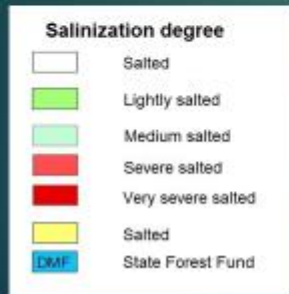 Salinization degree
Salted
Lightly salted
Medium salted
Severe salted
Very severe salted
Salted
DMF State Forest Fund